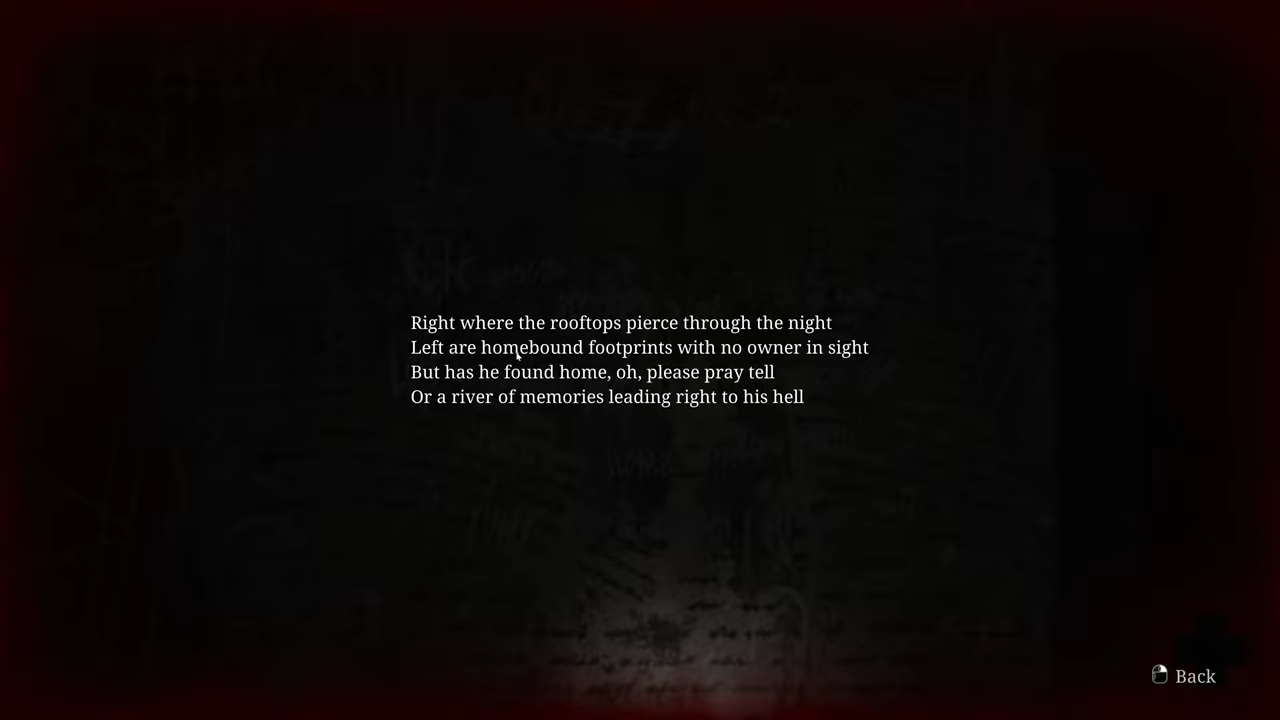 Right where the rooftops pierce through the night
Left are homebound footprints with no owner in sight
But has he found home, oh, please pray tell
Or a river of memories leading right to his hell
Back